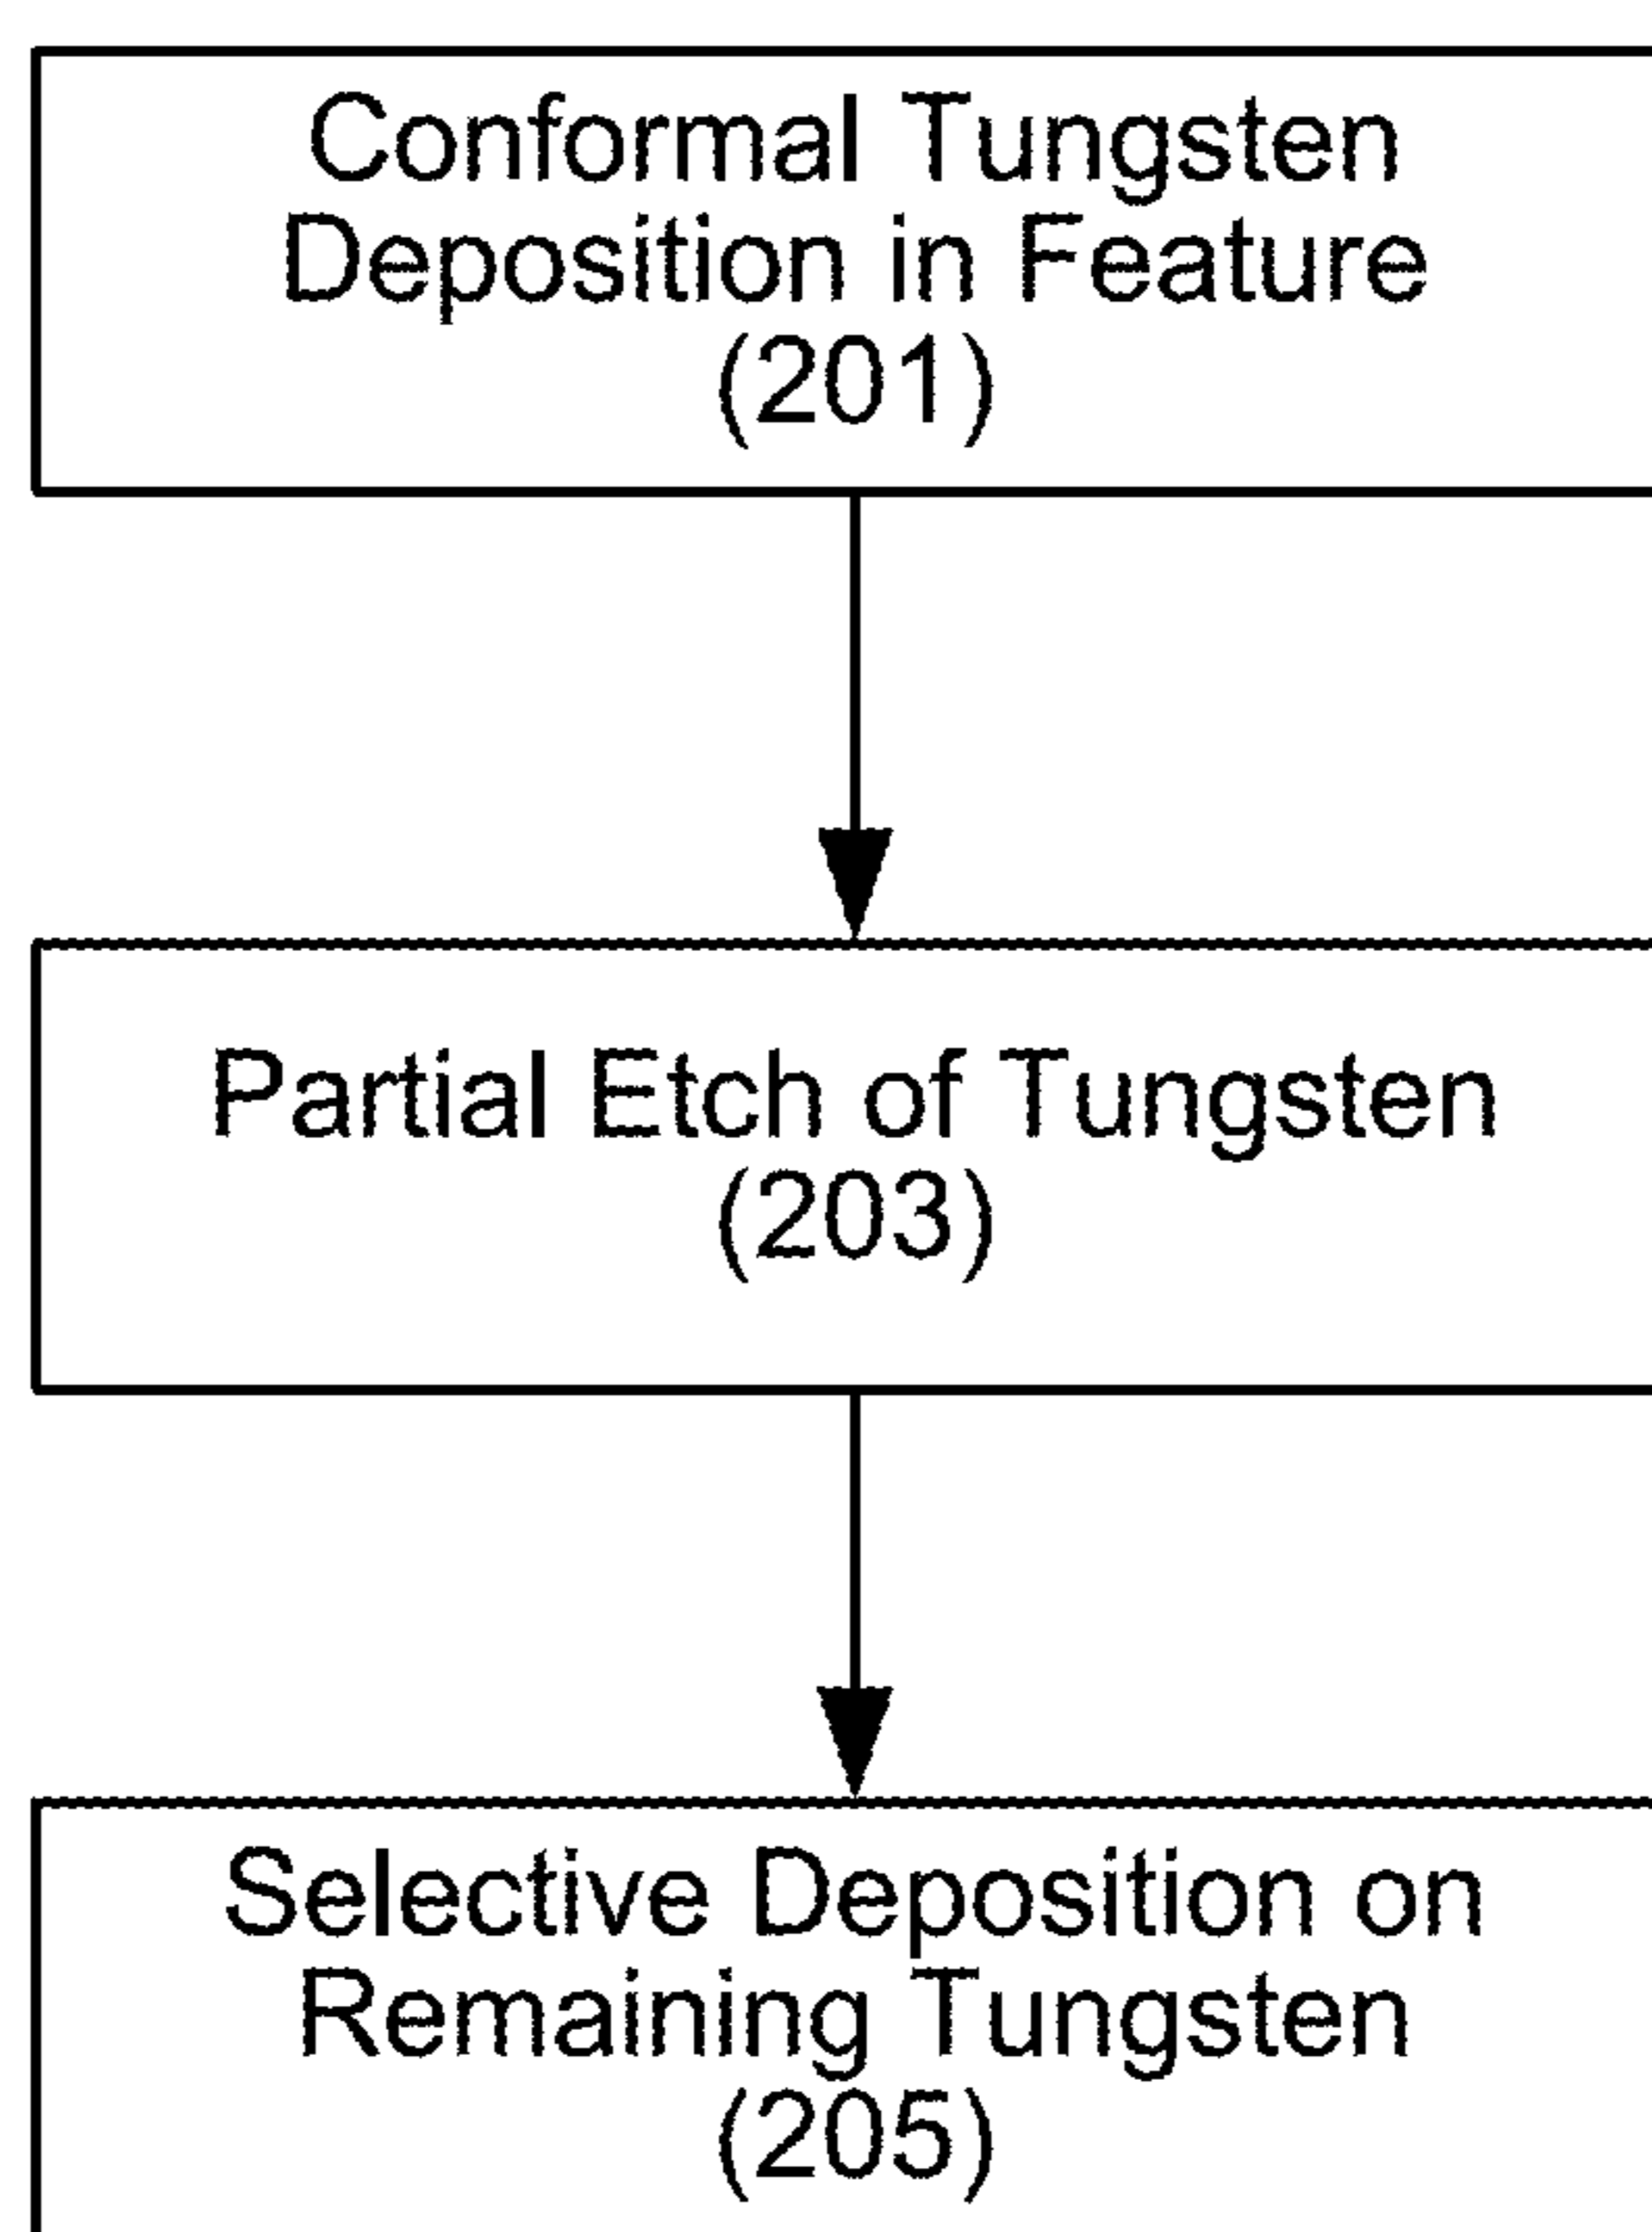 Conformal Tungsten
Deposition in Feature
(201)
Partial Etch of Tungsten
(203)
Selective Deposition on
Remaining Tungsten
(205)